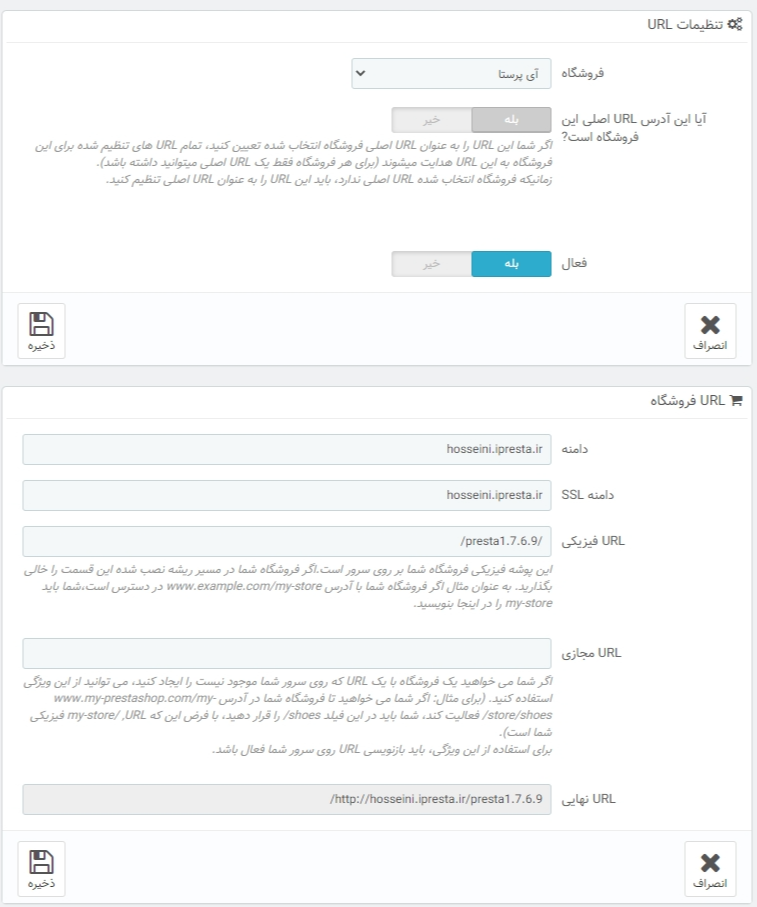 تنظیمات URL
فروشگاه
آی پرستا
آیا این آدرس URL اصلی این
فروشگاه است?
بله
خیر
اگر شما این URL را به عنوان URL اصلی فروشگاه انتخاب شده تعیین کنید، تمام URL های تنظیم شده برای این
فروشگاه به این URL هدایت میشوند (برای هر فروشگاه فقط یک URL اصلی میتوانید داشته باشد).
زمانیکه فروشگاه انتخاب شده URL اصلی ندارد، باید این URL را به عنوان URL اصلی تنظیم کنید.
فعال
بله
خیر
انصراف
ذخیره
URL فروشگاه
دامنه
hosseini.ipresta.ir
دامنه SSL
hosseini.ipresta.ir
URL فیزیکی
/presta1.7.6.9/
این پوشه فیزیکی فروشگاه شما بر روی سرور است.اگر فروشگاه شما در مسیر ریشه نصب شده این قسمت را خالی
بگذارید. به عنوان مثال اگر فروشگاه شما با آدرس www.example.com/my-store در دسترس است،شما باید
my-store را در اینجا بنویسید.
URL مجازی
اگر شما می خواهید یک فروشگاه با یک URL که روی سرور شما موجود نیست را ایجاد کنید، می توانید از این ویژگی
استفاده کنید. (برای مثال: اگر شما می خواهید تا فروشگاه شما در آدرس www.my-prestashop.com/my-
store/shoes/ فعالیت کند، شما باید در این فیلد shoes/ را قرار دهید، با فرض این که my-store/ ,URL فیزیکی
شما است).
برای استفاده از این ویژگی، باید بازنویسی URL روی سرور شما فعال باشد.
URL نهایی
http://hosseini.ipresta.ir/presta1.7.6.9/
انصراف
ذخیره